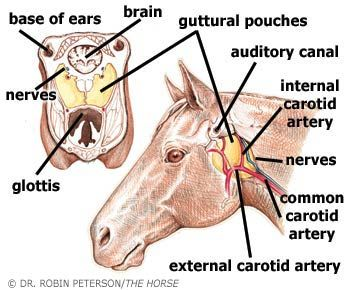 base of ears
brain
guttural pouches
auditory canal
internal
carotid
artery
nerves
nerves
glottis
common
carotid
artery
external carotid artery
© DR. ROBIN PETERSON/THE HORSE